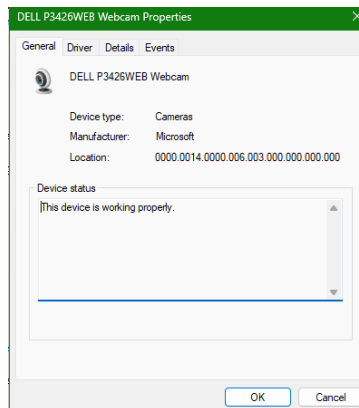 DELL P3426WEB Webcam Properties
General Driver Details Events
DELL P3426WEB Webcam
Device type: Cameras
Manufacturer: Microsoft
Location: 0000.0014.0000.006.003.000.000.000.000
Device status
This device is working properly.
OK Cancel